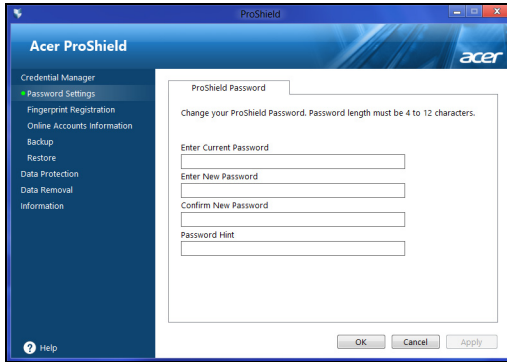 ProShield
Acer ProShield
acer
Credential Manager
Password Settings
Fingerprint Registration
Online Accounts Information
Backup
Restore
Data Protection
Data Removal
Information
Help
ProShield Password
Change your ProShield Password. Password length must be 4 to 12 characters.
Enter Current Password
Enter New Password
Confirm New Password
Password Hint
OK Cancel Apply